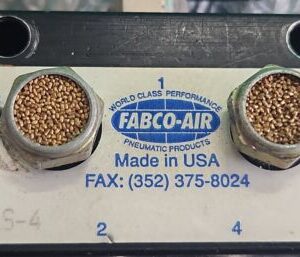 1
WORLD CLASS PERFORMANCE
FABCO-AIR
PNEUMATIC PRODUCTS
Made in USA
FAX: (352) 375-8024
S-4
2 4